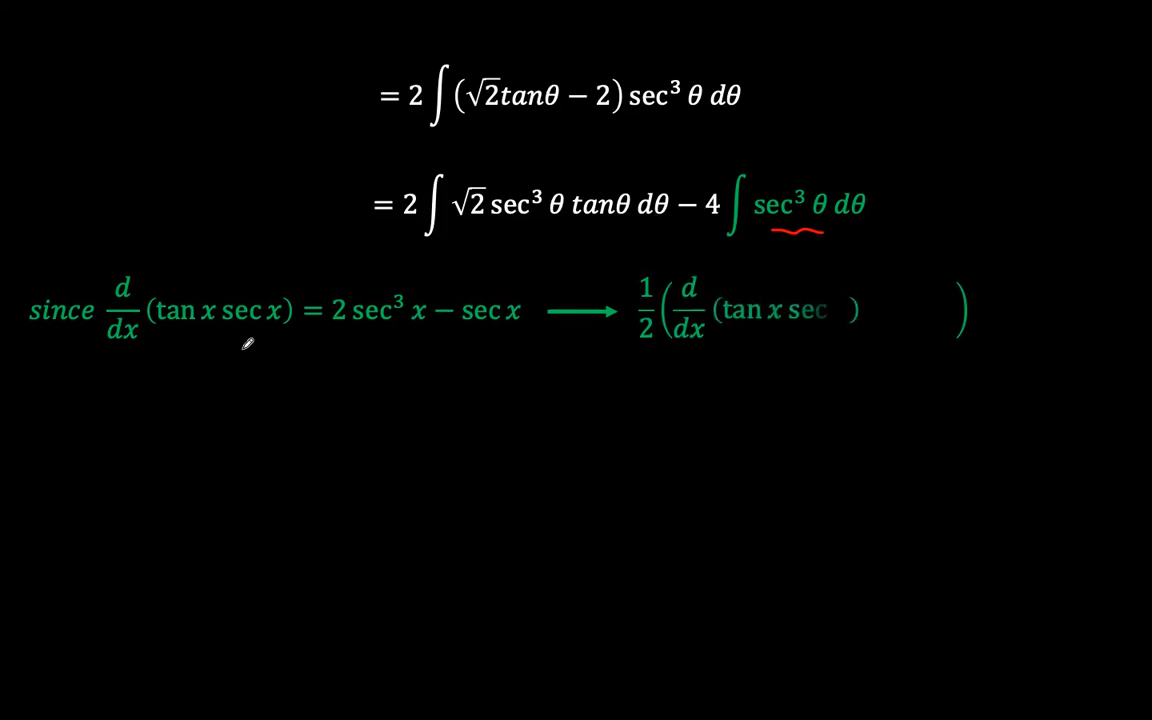 = 2 ∫ (√2tanθ − 2) sec³ θ dθ
= 2 ∫ √2 sec³ θ tanθ dθ − 4 ∫ sec³ θ dθ
since d/dx (tan x sec x) = 2 sec³ x − sec x ⟶ 1/2 (d/dx (tan x sec ) )